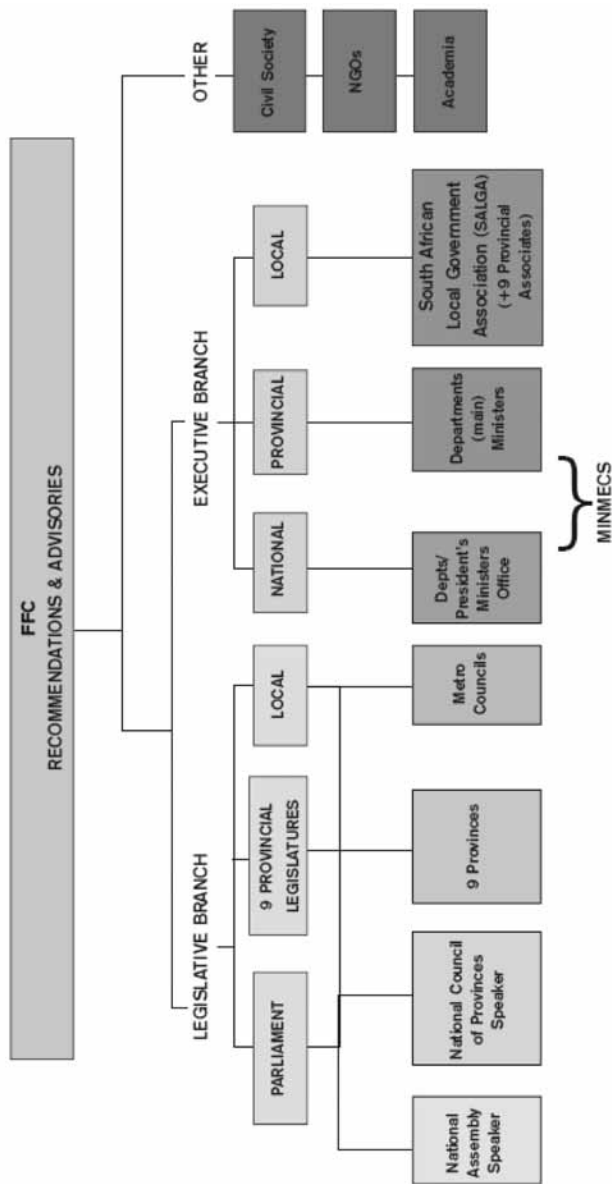 FFC
RECOMMENDATIONS & ADVISORIES
LEGISLATIVE BRANCH
EXECUTIVE BRANCH
OTHER
PARLIAMENT
9 PROVINCIAL
LEGISLATURES
LOCAL
NATIONAL
PROVINCIAL
LOCAL
Civil Society
NGOs
Academia
National
Assembly
Speaker
National Council
of Provinces
Speaker
9 Provinces
Metro
Councils
Depts/
President's
Ministers
Office
Departments
(main)
Ministers
South African
Local Government
Association (SALGA)
(+9 Provincial
Associates)
MINMECS